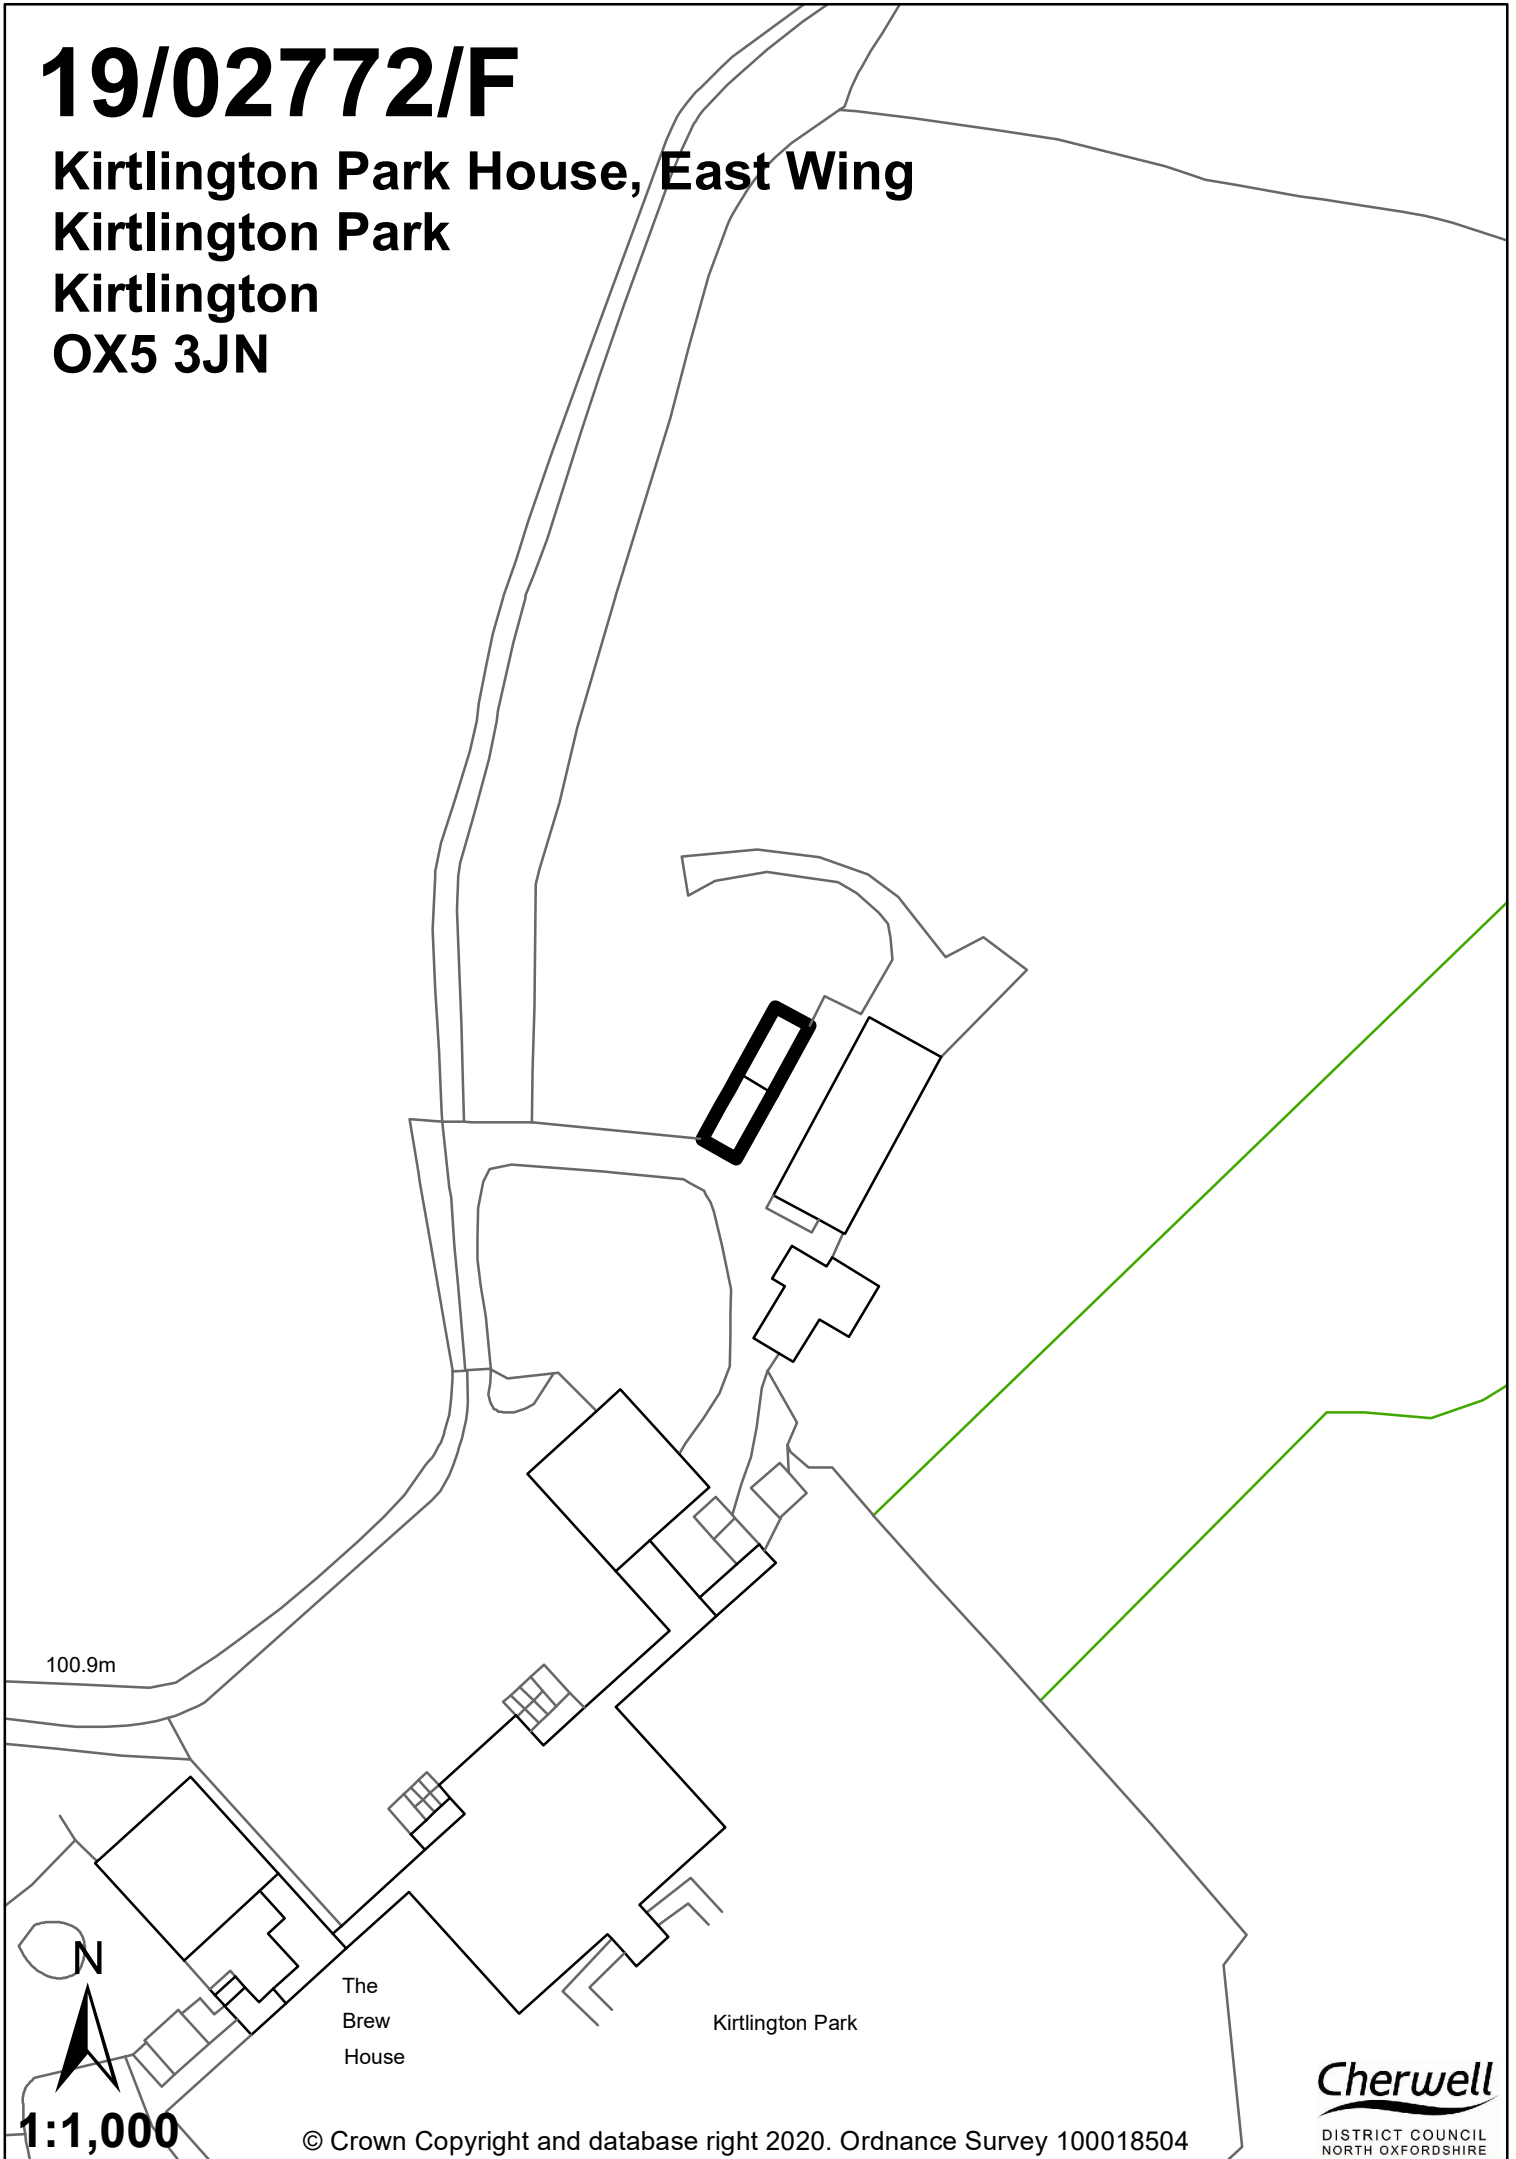 19/02772/F
Kirtlington Park House, East Wing
Kirtlington Park
Kirtlington
OX5 3JN
100.9m
N
The
Brew
House
Kirtlington Park
1:1,000
© Crown Copyright and database right 2020. Ordnance Survey 100018504
Cherwell
DISTRICT COUNCIL
NORTH OXFORDSHIRE